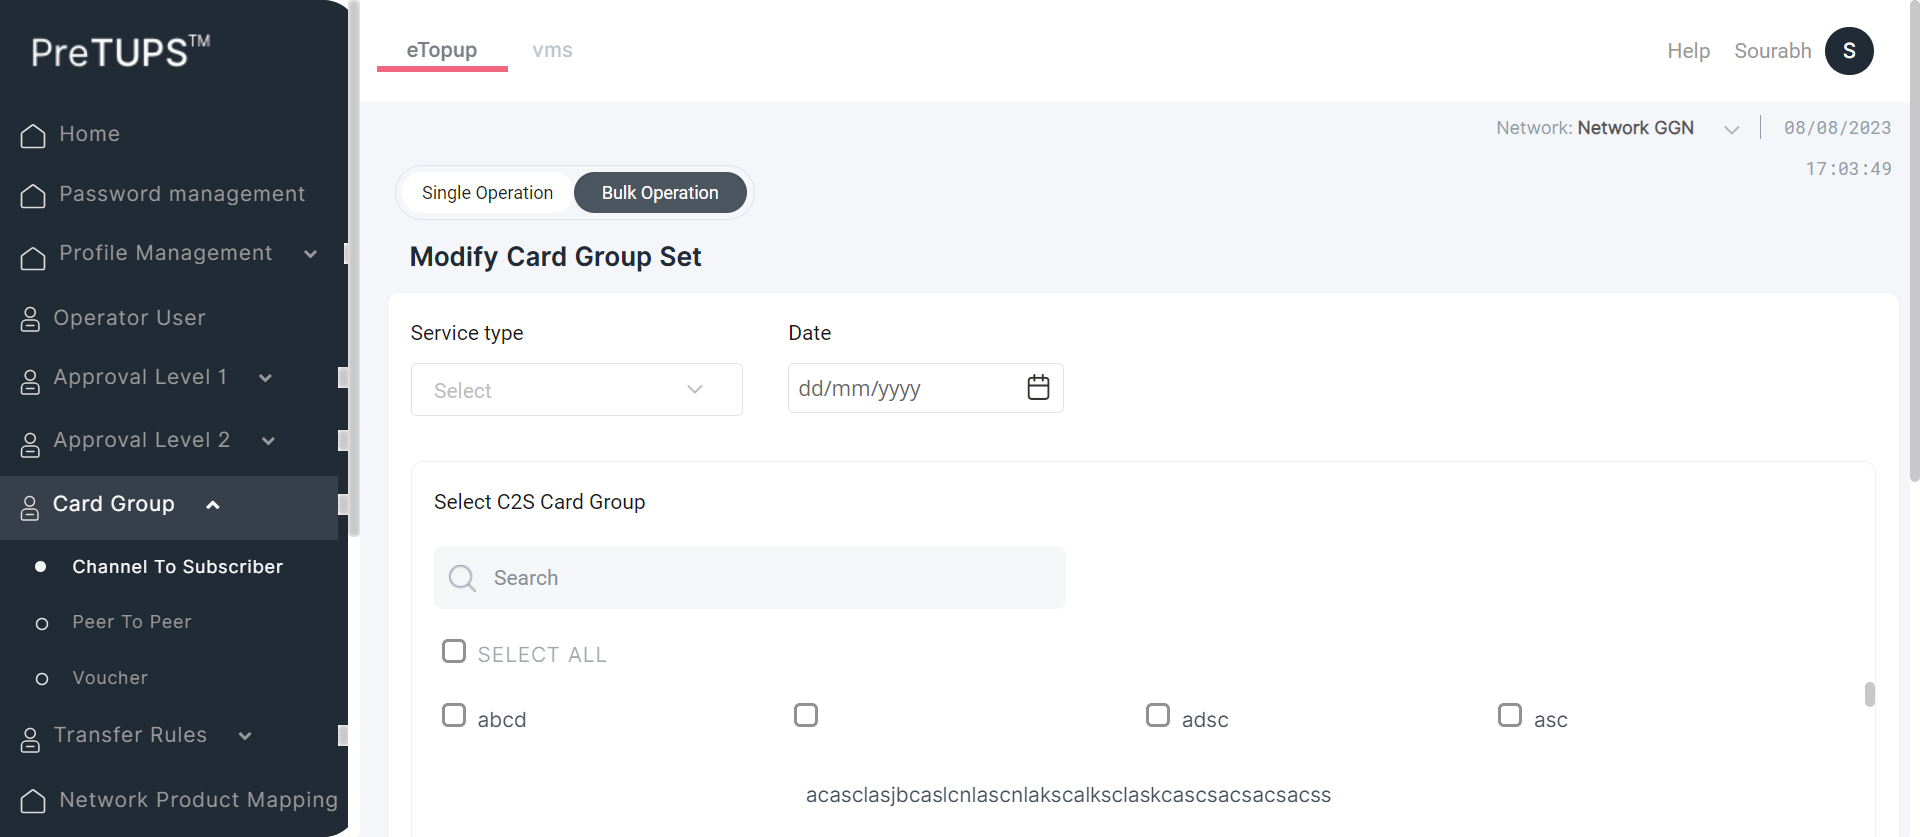 PreTUPS™
Home
Password management
Profile Management
Operator User
Approval Level 1
Approval Level 2
Card Group
Channel To Subscriber
Peer To Peer
Voucher
Transfer Rules
Network Product Mapping
eTopup vms
Help Sourabh S
Network: Network GGN 08/08/2023
17:03:49
Single Operation Bulk Operation
Modify Card Group Set
Service type Date
Select dd/mm/yyyy
Select C2S Card Group
Search
SELECT ALL
abcd adsc asc
acasclasjbcaslcnlascnlakscalksclaskcascsacsacsacss